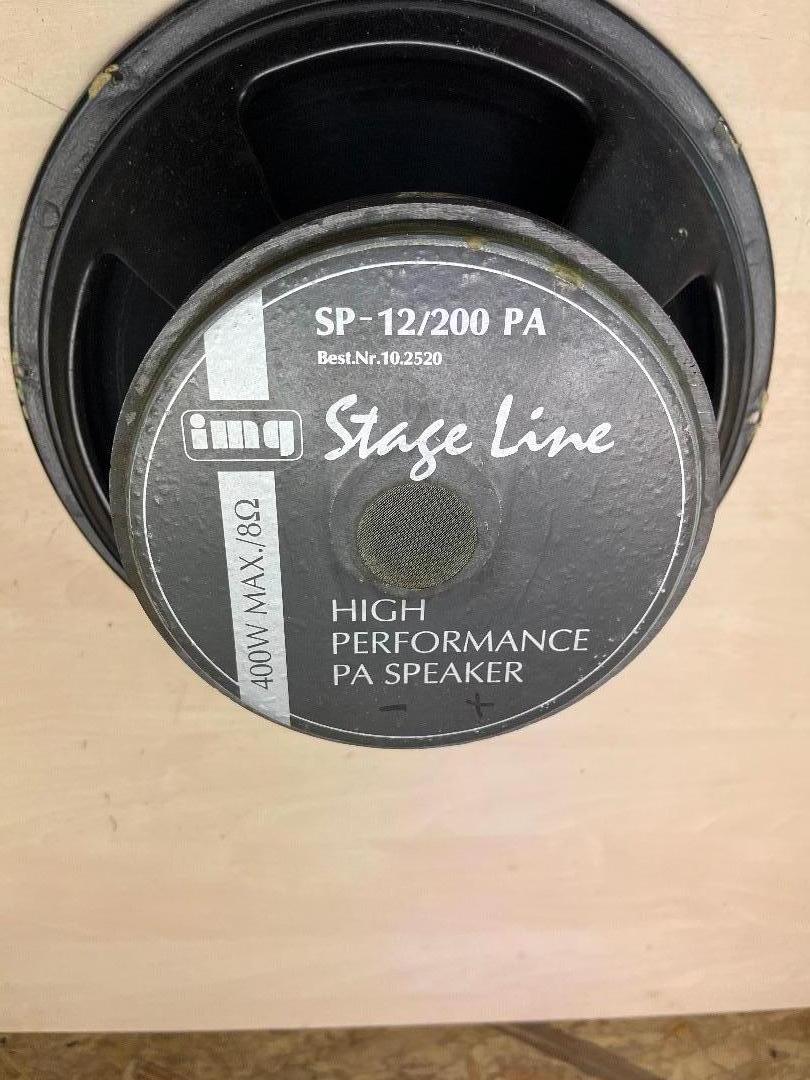 SP-12/200 PA
Best.Nr.10.2520
img
Stage Line
400W MAX./8Ω
HIGH
PERFORMANCE
PA SPEAKER
- +